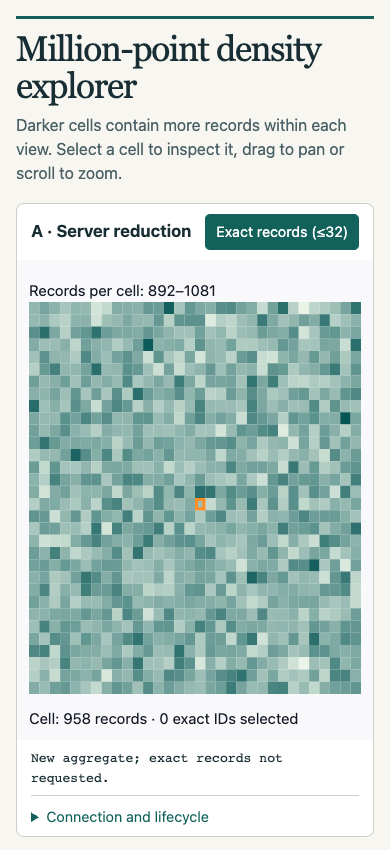 Million-point density
explorer
Darker cells contain more records within each
view. Select a cell to inspect it, drag to pan or
scroll to zoom.
A · Server reduction
Exact records (≤32)
Records per cell: 892–1081
Cell: 958 records · 0 exact IDs selected
New aggregate; exact records not
requested.
▶ Connection and lifecycle